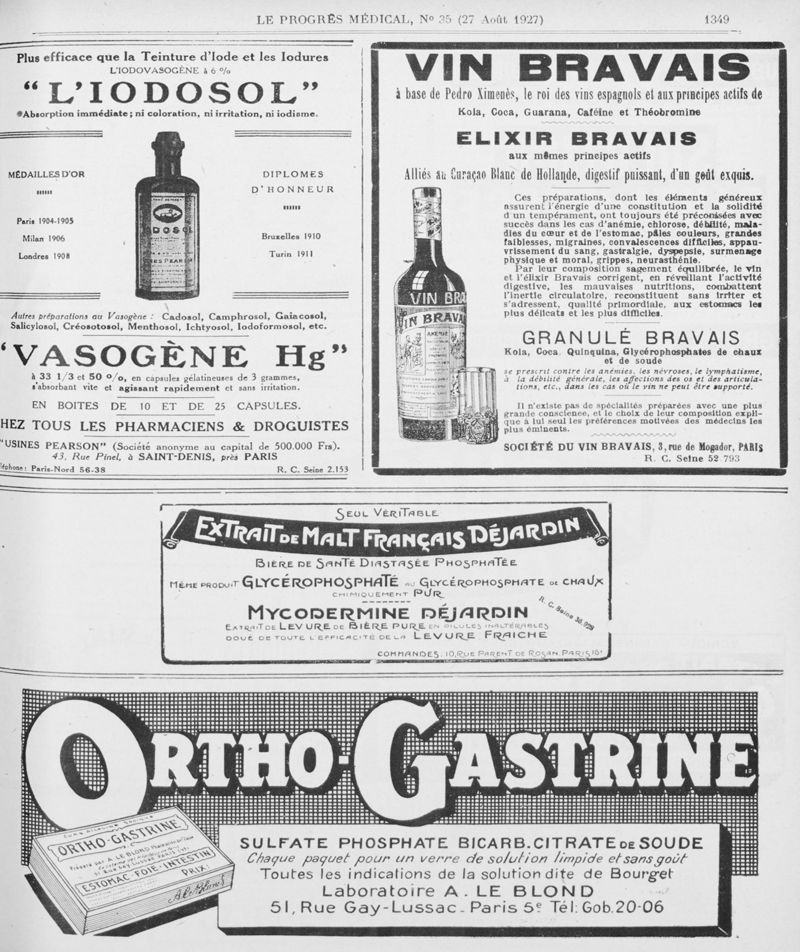 LE PROGRÈS MÉDICAL, Nº 35 (27 Août 1927)
1349
Plus efficace que la Teinture d'Iode et les Iodures
L'IODOVASOGÈNE à 6 %
“L'IODOSOL”
Absorption immédiate; ni coloration, ni irritation, ni iodisme.
MÉDAILLES D'OR
Paris 1904-1905
Milan 1906
Londres 1908
DIPLOMES
D'HONNEUR
Bruxelles 1910
Turin 1911
Autres préparations au Vasogène : Cadosol, Camphrosol, Gaïacosol,
Salicylosol, Créosotosol, Menthosol, Ichtyosol, Iodoformosol, etc.
“VASOGÈNE Hg”
à 33 1/3 et 50 o/o, en capsules gélatineuses de 3 grammes,
s'absorbant vite et agissant rapidement et sans irritation.
EN BOITES DE 10 ET DE 25 CAPSULES.
HEZ TOUS LES PHARMACIENS & DROGUISTES
"USINES PEARSON" (Société anonyme au capital de 500.000 Frs).
43, Rue Pinel, à SAINT-DENIS, près PARIS
éléphone: Paris-Nord 56-38
R. C. Seine 2.153
VIN BRAVAIS
à base de Pedro Ximenès, le roi des vins espagnols et aux principes actifs de
Kola, Coca, Guarana, Caféine et Théobromine
ELIXIR BRAVAIS
aux mêmes principes actifs
Alliés au Curaçao Blanc de Hollande, digestif puissant, d'un goût exquis.
Ces préparations, dont les éléments généreux
assurent l'énergie d'une constitution et la solidité
d'un tempérament, ont toujours été préconisées avec
succès dans les cas d'anémie, chlorose, débilité, mala-
dies du cœur et de l'estomac, pâles couleurs, grandes
faiblesses, migraines, convalescences difficiles, appau-
vrissement du sang, gastralgie, dyspepsie, surmenage
physique et moral, grippes, neurasthénie.
Par leur composition sagement équilibrée, le vin
et l'élixir Bravais corrigent, en réveillant l'activité
digestive, les mauvaises nutritions, combattent
l'inertie circulatoire, reconstituent sans irriter et
s'adressent, qualité primordiale, aux estomacs les
plus délicats et les plus difficiles.
VIN BRA
VIN BRAVAI
GRANULÉ BRAVAIS
Kola, Coca, Quinquina, Glycérophosphates de chaux
et de soude
se prescrit contre les anémies, les névroses, le lymphatisme,
à la débilité générale, les affections des os et des articula-
tions, etc., dans les cas où le vin ne peut être supporté.
Il n'existe pas de spécialités préparées avec une plus
grande conscience, et le choix de leur composition expli-
que à lui seul les préférences motivées des médecins les
plus éminents.
SOCIÉTÉ DU VIN BRAVAIS, 3, rue de Mogador, PARIS
R. C. Seine 52.793
SEUL VÉRITABLE
EXTRAIT DE MALT FRANÇAIS DÉJARDIN
BIÈRE DE SANTÉ DIASTASÉE PHOSPHATÉE
MÊME PRODUIT GLYCÉROPHOSPHATÉ AU GLYCÉROPHOSPHATE DE CHAUX
CHIMIQUEMENT PUR
MYCODERMINE DÉJARDIN
EXTRAIT DE LEVURE DE BIÈRE PURE EN PILULES INALTÉRABLES
DOUÉ DE TOUTE L'EFFICACITÉ DE LA LEVURE FRAICHE
COMMANDES, 10, RUE PARENT DE ROSAN, PARIS 16e
ORTHO-GASTRINE
ORTHO-GASTRINE
Préparé par A. LE BLOND
ESTOMAC FOIE-INTESTIN
PRIX
SULFATE PHOSPHATE BICARB. CITRATE DE SOUDE
Chaque paquet pour un verre de solution limpide et sans goût
Toutes les indications de la solution dite de Bourget
Laboratoire A. LE BLOND
51, Rue Gay-Lussac - Paris 5e Tél: Gob. 20-06